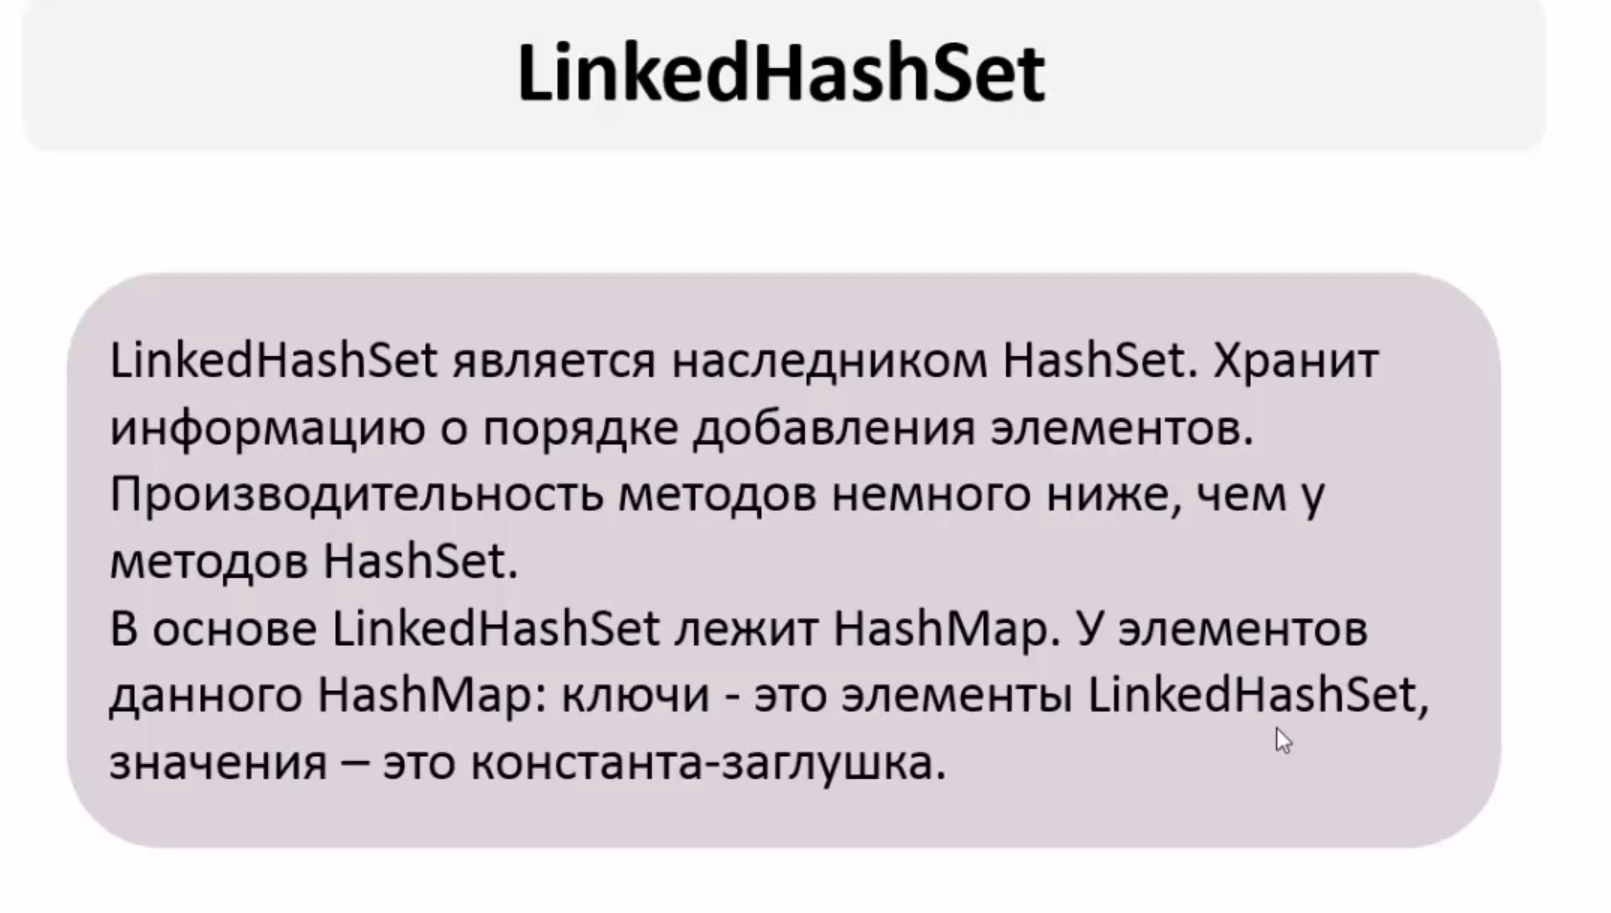 LinkedHashSet
LinkedHashSet является наследником HashSet. Хранит
информацию о порядке добавления элементов.
Производительность методов немного ниже, чем у
методов HashSet.
В основе LinkedHashSet лежит HashMap. У элементов
данного HashMap: ключи - это элементы LinkedHashSet,
значения – это константа-заглушка.